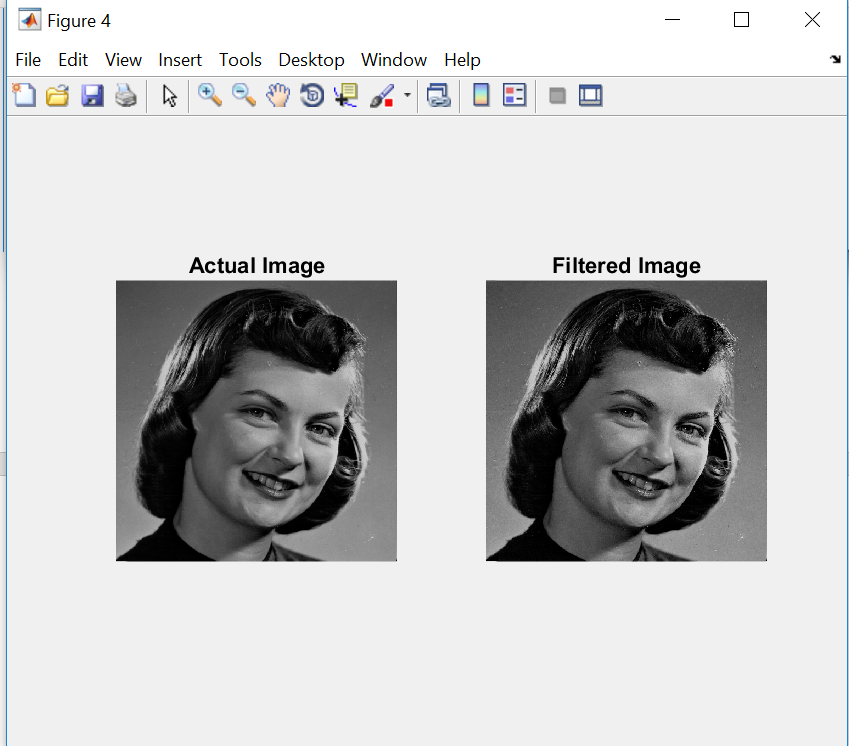 Figure 4
File Edit View Insert Tools Desktop Window Help
Actual Image Filtered Image